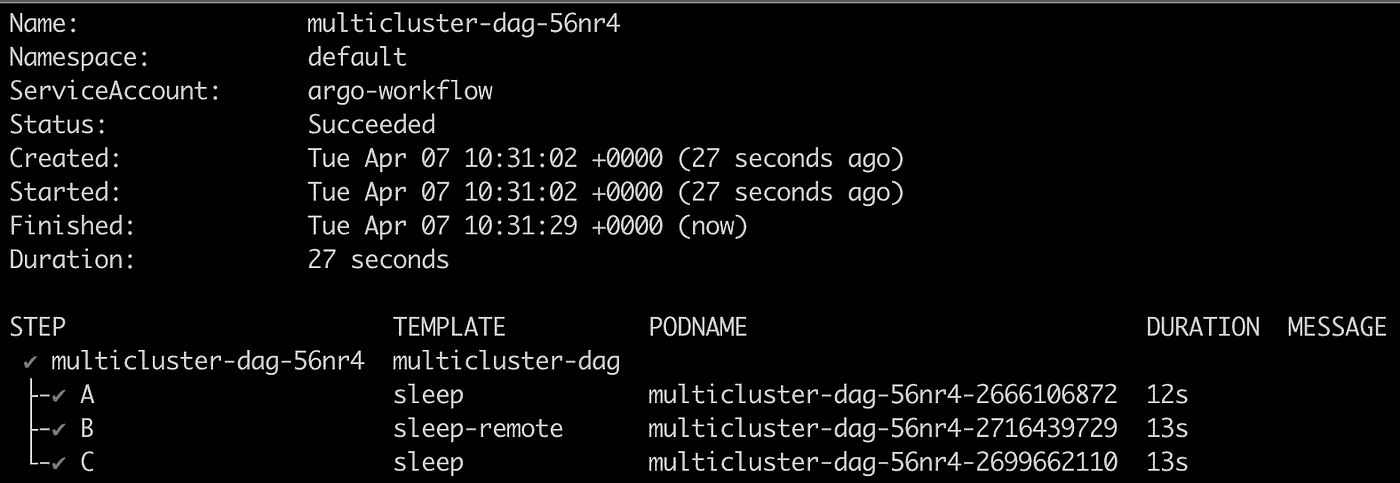 Name: multicluster-dag-56nr4
Namespace: default
ServiceAccount: argo-workflow
Status: Succeeded
Created: Tue Apr 07 10:31:02 +0000 (27 seconds ago)
Started: Tue Apr 07 10:31:02 +0000 (27 seconds ago)
Finished: Tue Apr 07 10:31:29 +0000 (now)
Duration: 27 seconds
STEP TEMPLATE PODNAME DURATION MESSAGE
✔ multicluster-dag-56nr4 multicluster-dag
├-✔ A sleep multicluster-dag-56nr4-2666106872 12s
├-✔ B sleep-remote multicluster-dag-56nr4-2716439729 13s
└-✔ C sleep multicluster-dag-56nr4-2699662110 13s